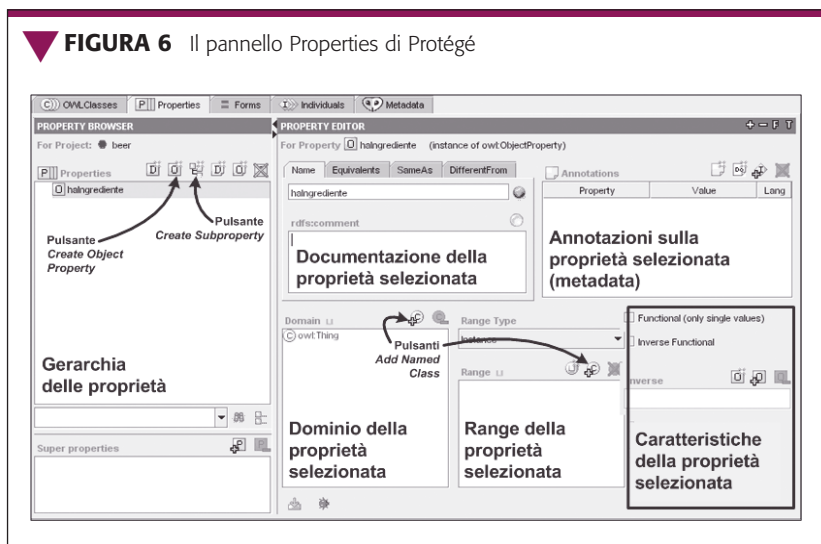 FIGURA 6 Il pannello Properties di Protégé
OWLClasses Properties Forms Individuals Metadata
PROPERTY BROWSER
For Project: beer
Properties
haIngrediente
Pulsante
Create Object
Property
Pulsante
Create Subproperty
Gerarchia
delle proprietà
Super properties
PROPERTY EDITOR
For Property haIngrediente (instance of owl:ObjectProperty)
Name Equivalents SameAs DifferentFrom
haIngrediente
rdfs:comment
Documentazione della
proprietà selezionata
Annotations
Property Value Lang
Annotazioni sulla
proprietà selezionata
(metadata)
Domain
owl:Thing
Pulsanti
Add Named
Class
Dominio della
proprietà
selezionata
Range Type
Instance
Range
Range della
proprietà
selezionata
Functional (only single values)
Inverse Functional
Inverse
Caratteristiche
della proprietà
selezionata